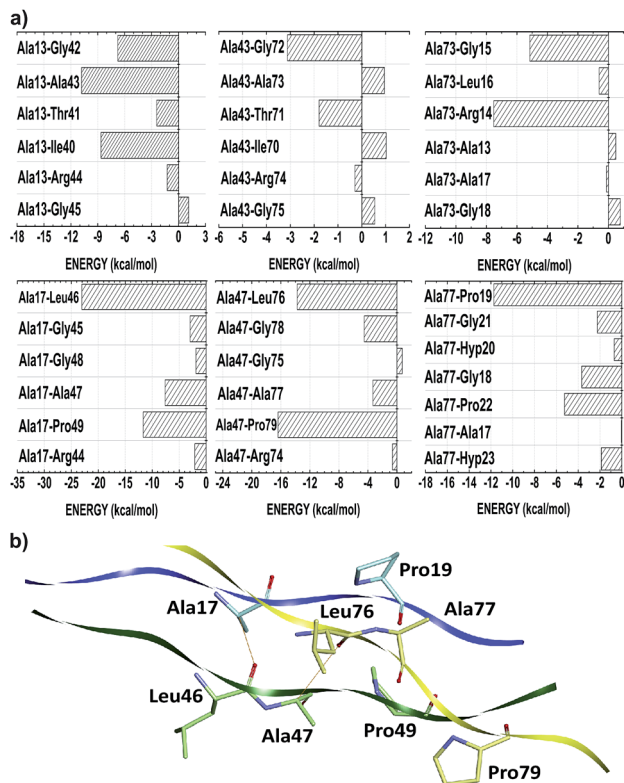 a)
Ala13-Gly42
Ala13-Ala43
Ala13-Thr41
Ala13-Ile40
Ala13-Arg44
Ala13-Gly45
-18 -15 -12 -9 -6 -3 0 3
ENERGY (kcal/mol)
Ala43-Gly72
Ala43-Ala73
Ala43-Thr71
Ala43-Ile70
Ala43-Arg74
Ala43-Gly75
-6 -5 -4 -3 -2 -1 0 1 2
ENERGY (kcal/mol)
Ala73-Gly15
Ala73-Leu16
Ala73-Arg14
Ala73-Ala13
Ala73-Ala17
Ala73-Gly18
-12 -10 -8 -6 -4 -2 0
ENERGY (kcal/mol)
Ala17-Leu46
Ala17-Gly45
Ala17-Gly48
Ala17-Ala47
Ala17-Pro49
Ala17-Arg44
-35 -30 -25 -20 -15 -10 -5 0
ENERGY (kcal/mol)
Ala47-Leu76
Ala47-Gly78
Ala47-Gly75
Ala47-Ala77
Ala47-Pro79
Ala47-Arg74
-24 -20 -16 -12 -8 -4 0
ENERGY (kcal/mol)
Ala77-Pro19
Ala77-Gly21
Ala77-Hyp20
Ala77-Gly18
Ala77-Pro22
Ala77-Ala17
Ala77-Hyp23
-18 -16 -14 -12 -10 -8 -6 -4 -2 0
ENERGY (kcal/mol)
b)
Pro19
Ala17
Leu76
Ala77
Leu46
Ala47
Pro49
Pro79